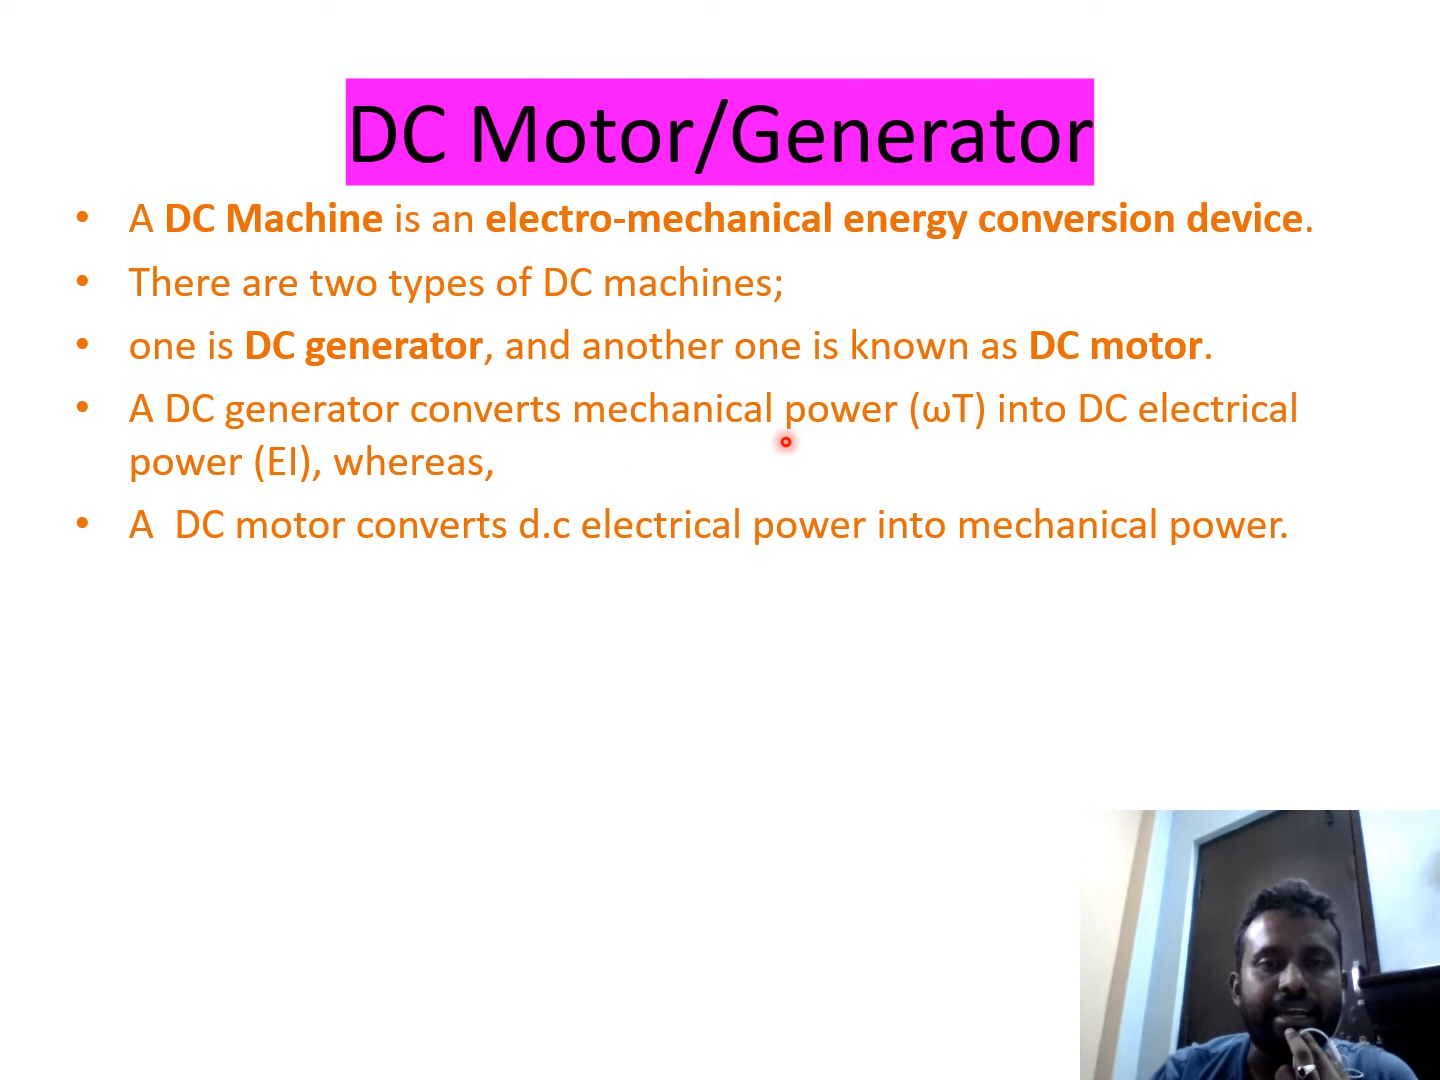 DC Motor/Generator
• A DC Machine is an electro-mechanical energy conversion device.
• There are two types of DC machines;
• one is DC generator, and another one is known as DC motor.
• A DC generator converts mechanical power (ωT) into DC electrical
power (EI), whereas,
• A  DC motor converts d.c electrical power into mechanical power.